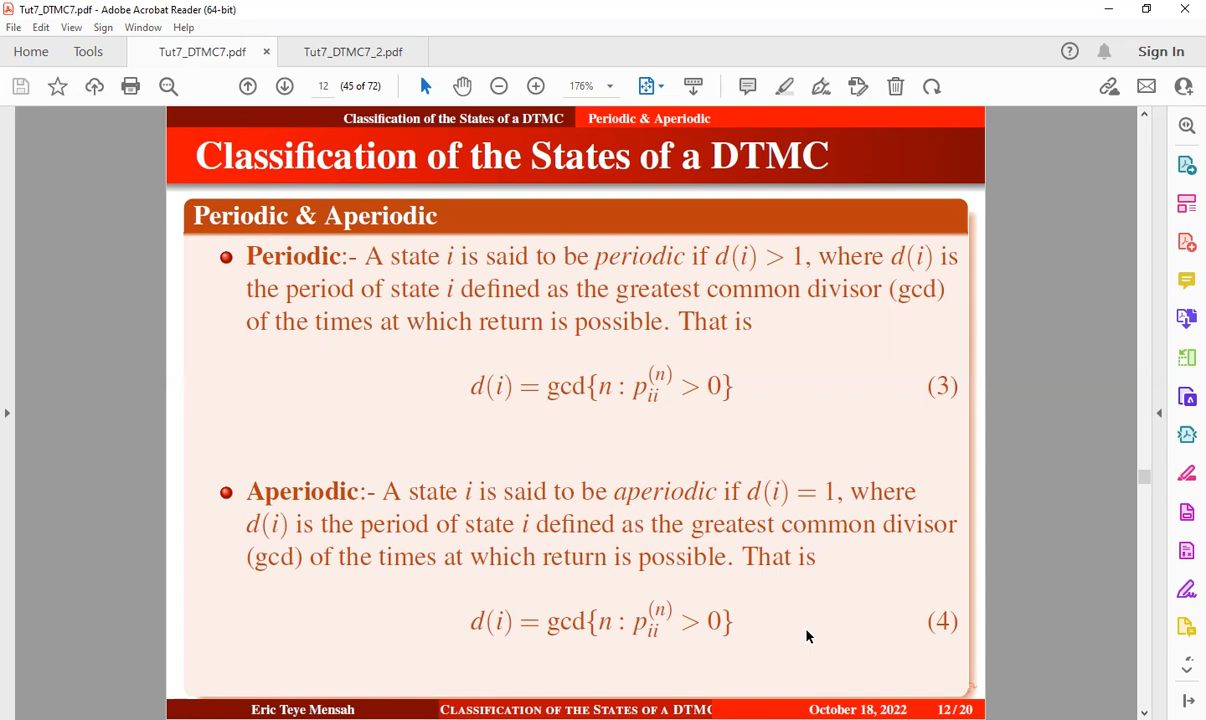 Tut7_DTMC7.pdf - Adobe Acrobat Reader (64-bit)
File Edit View Sign Window Help
Home Tools Tut7_DTMC7.pdf × Tut7_DTMC7_2.pdf Sign In
12 (45 of 72) 176%
Classification of the States of a DTMC Periodic & Aperiodic
Classification of the States of a DTMC
Periodic & Aperiodic
Periodic:- A state i is said to be periodic if d(i) > 1, where d(i) is
the period of state i defined as the greatest common divisor (gcd)
of the times at which return is possible. That is
d(i) = gcd{n : p_{ii}^{(n)} > 0} (3)
Aperiodic:- A state i is said to be aperiodic if d(i) = 1, where
d(i) is the period of state i defined as the greatest common divisor
(gcd) of the times at which return is possible. That is
d(i) = gcd{n : p_{ii}^{(n)} > 0} (4)
Eric Teye Mensah CLASSIFICATION OF THE STATES OF A DTMC October 18, 2022 12/20